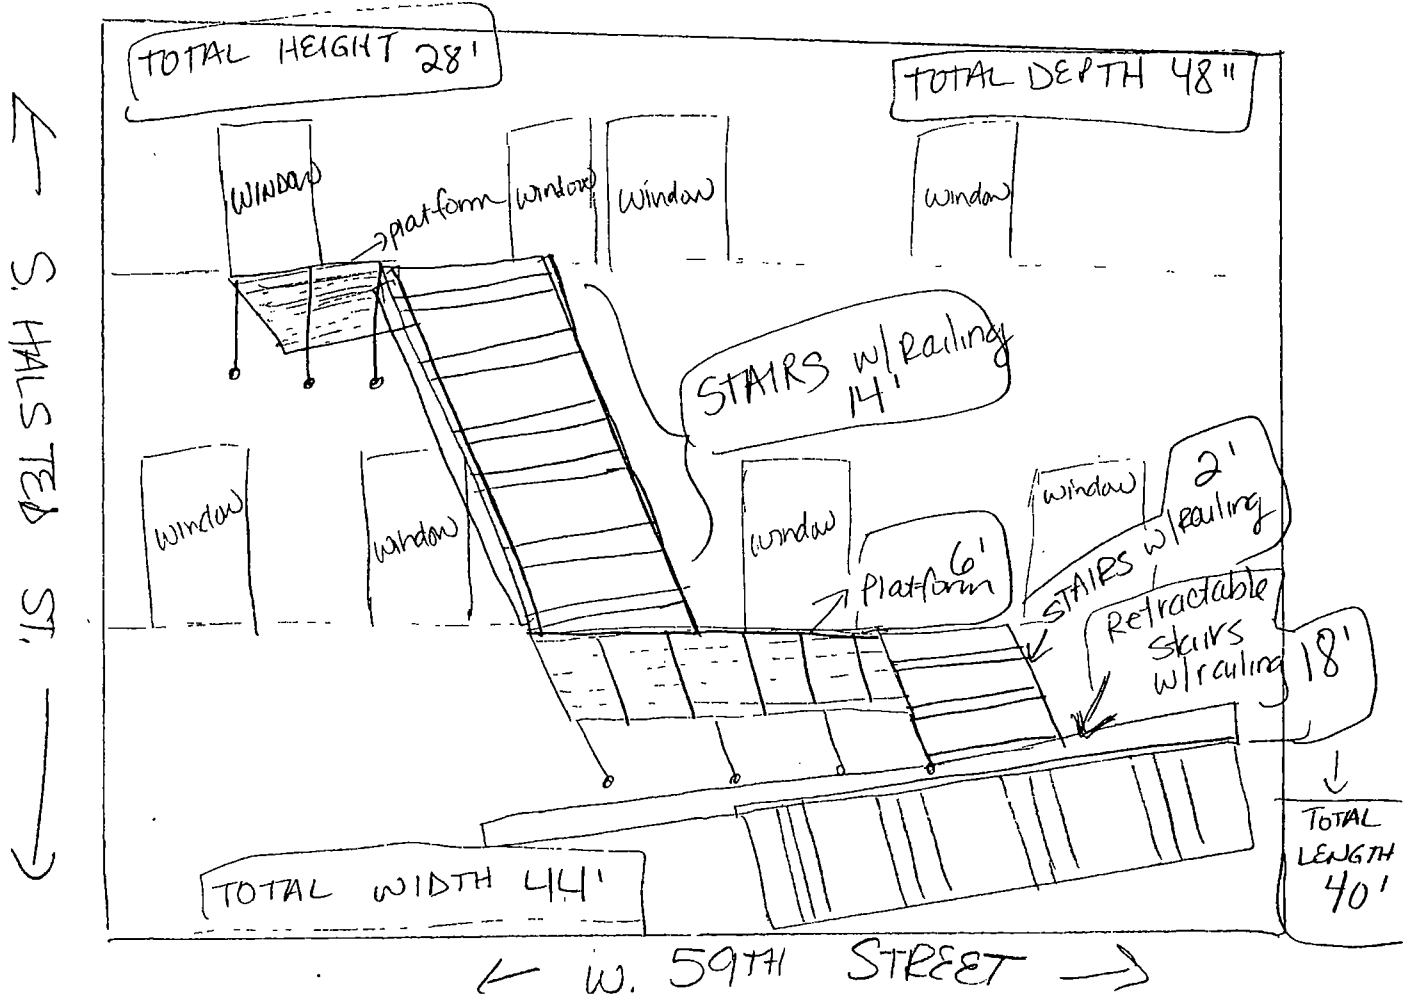 TOTAL HEIGHT 28'
TOTAL DEPTH 48"
WINDOW
platform
window
window
window
STAIRS w/Railing
14'
S. HALSTED ST.
window
window
window
window
2'
STAIRS w/Railing
Platform 6'
Retractable
stairs
w/railing
18'
TOTAL WIDTH 44'
TOTAL
LENGTH
40'
W. 59TH STREET